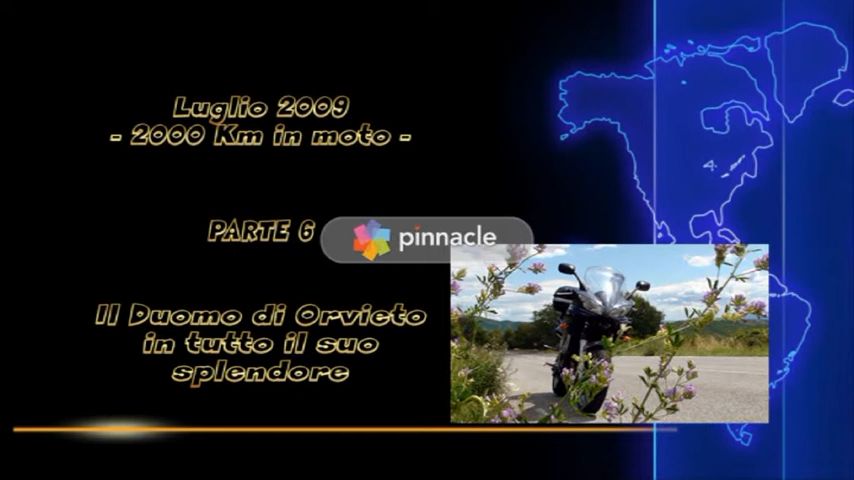 Luglio 2009
- 2000 Km in moto -
PARTE 6
pinnacle
Il Duomo di Orvieto
in tutto il suo
splendore